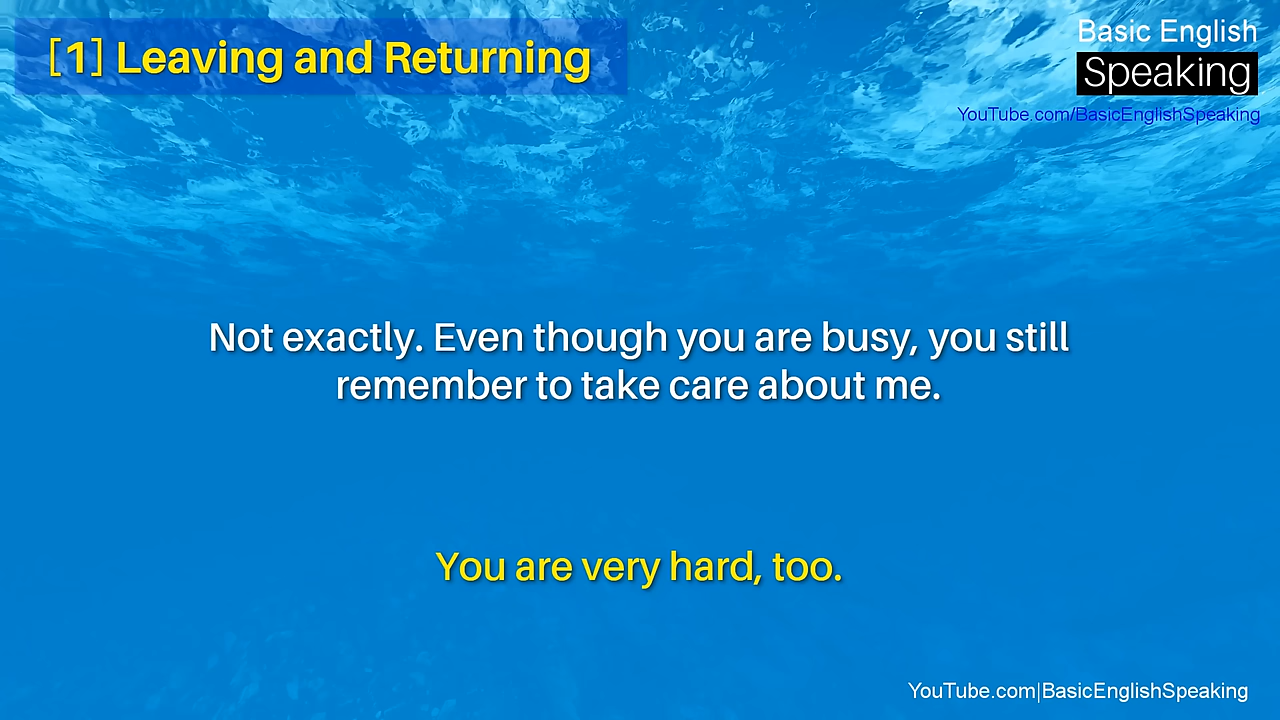 [1] Leaving and Returning
Basic English
Speaking
YouTube.com/BasicEnglishSpeaking
Not exactly. Even though you are busy, you still
remember to take care about me.
You are very hard, too.
YouTube.com|BasicEnglishSpeaking